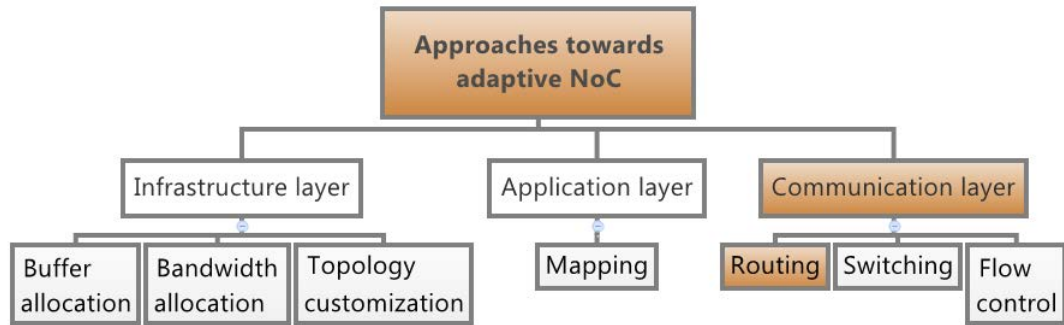 Approaches towards
adaptive NoC
Infrastructure layer
Application layer
Communication layer
Buffer
allocation
Bandwidth
allocation
Topology
customization
Mapping
Routing
Switching
Flow
control